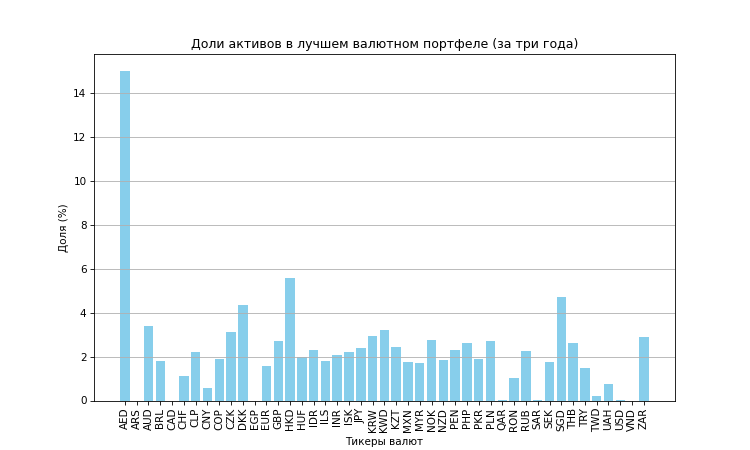 Доли активов в лучшем валютном портфеле (за три года)
Доля (%)
14
12
10
8
6
4
2
0
AED ARS AUD BRL CAD CHF CLP CNY COP CZK DKK EGP EUR GBP HKD HUF IDR ILS INR ISK JPY KRW KWD KZT MXN MYR NOK NZD PEN PHP PKR PLN QAR RON RUB SAR SEK SGD THB TRY TWD UAH USD VND ZAR
Тикеры валют